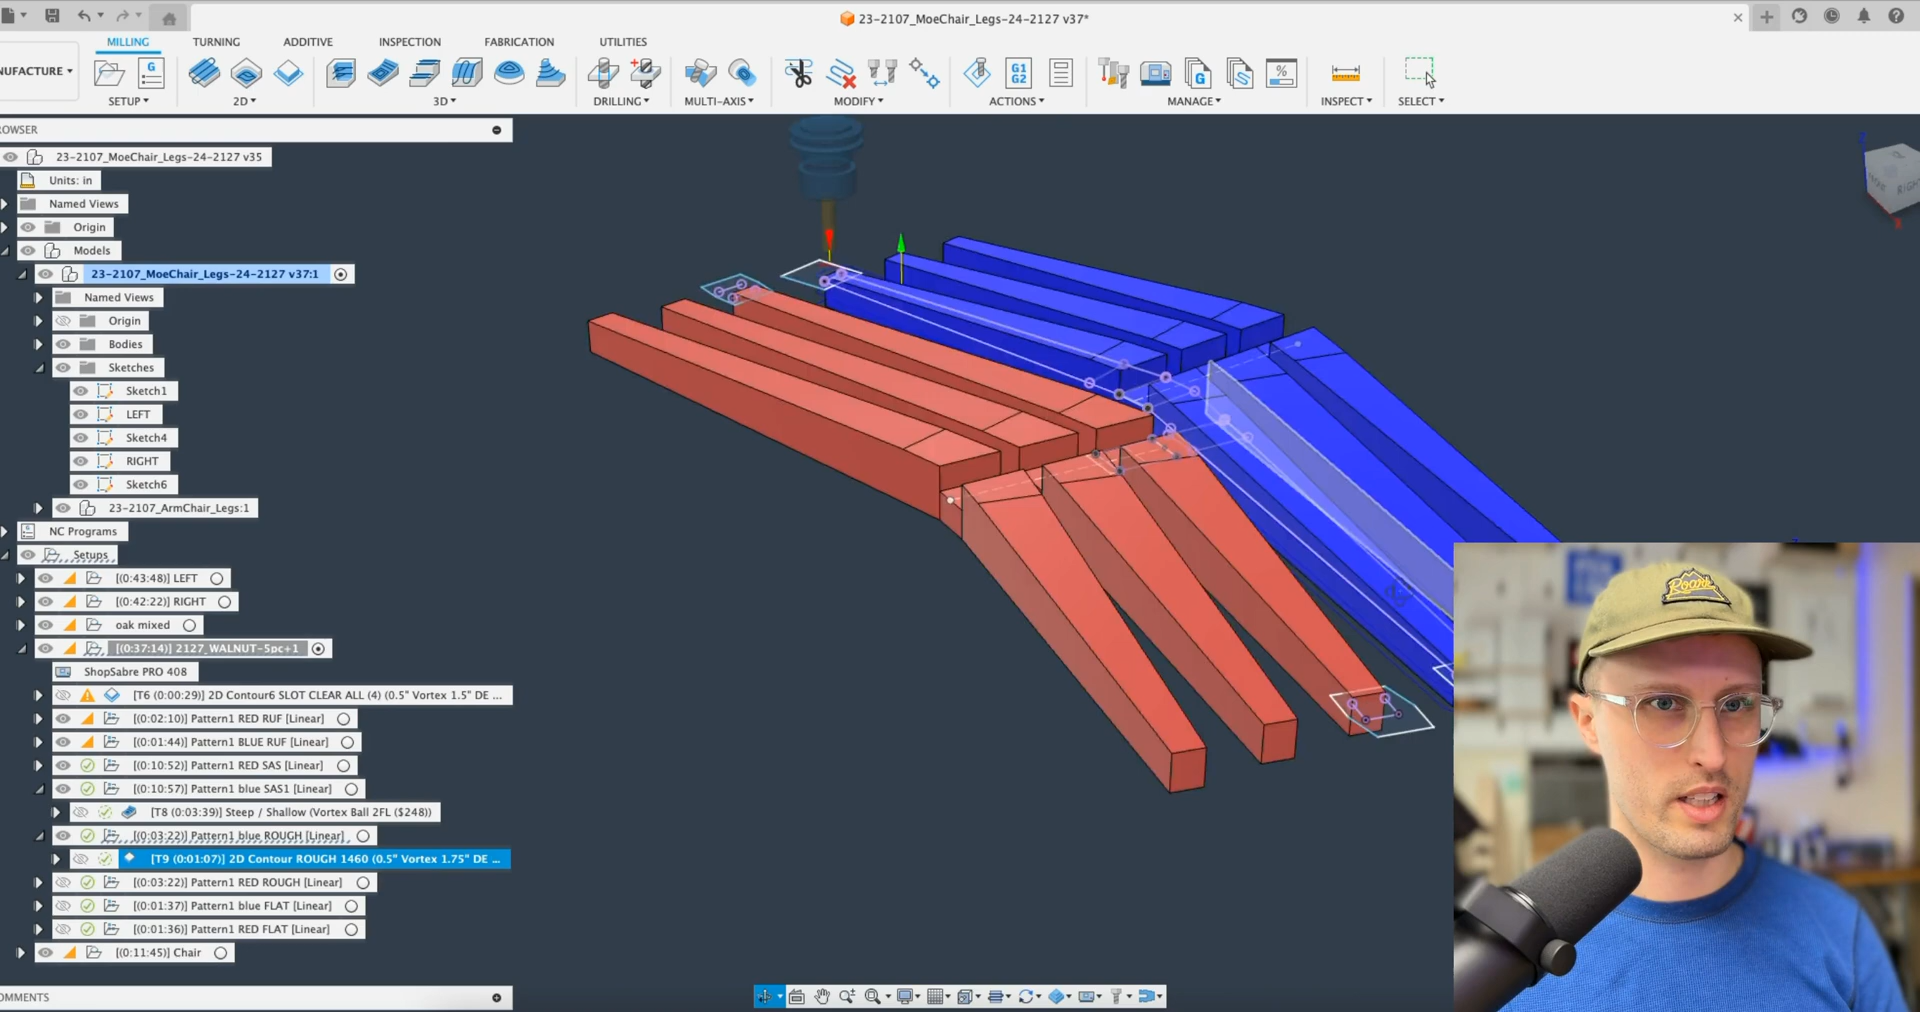 23-2107_MoeChair_Legs-24-2127 v37*
MILLING TURNING ADDITIVE INSPECTION FABRICATION UTILITIES
NUFACTURE
G G1 G2 G %
SETUP 2D 3D DRILLING MULTI-AXIS MODIFY ACTIONS MANAGE INSPECT SELECT
ROWSER
23-2107_MoeChair_Legs-24-2127 v35
Units: in
Named Views
Origin
Models
23-2107_MoeChair_Legs-24-2127 v37:1
Named Views
Origin
Bodies
Sketches
Sketch1
LEFT
Sketch4
RIGHT
Sketch6
23-2107_ArmChair_Legs:1
NC Programs
Setups
[(0:43:48)] LEFT
[(0:42:22)] RIGHT
oak mixed
[(0:37:14)] 2127_WALNUT-5pc+1
ShopSabre PRO 408
[T6 (0:00:29)] 2D Contour6 SLOT CLEAR ALL (4) (0.5" Vortex 1.5" DE ...
[(0:02:10)] Pattern1 RED RUF [Linear]
[(0:01:44)] Pattern1 BLUE RUF [Linear]
[(0:10:52)] Pattern1 RED SAS [Linear]
[(0:10:57)] Pattern1 blue SAS1 [Linear]
[T8 (0:03:39)] Steep / Shallow (Vortex Ball 2FL ($248))
[(0:03:22)] Pattern1 blue ROUGH [Linear]
[T9 (0:01:07)] 2D Contour ROUGH 1460 (0.5" Vortex 1.75" DE ...
[(0:03:22)] Pattern1 RED ROUGH [Linear]
[(0:01:37)] Pattern1 blue FLAT [Linear]
[(0:01:36)] Pattern1 RED FLAT [Linear]
[(0:11:45)] Chair
OMMENTS
RIGHT
Roark